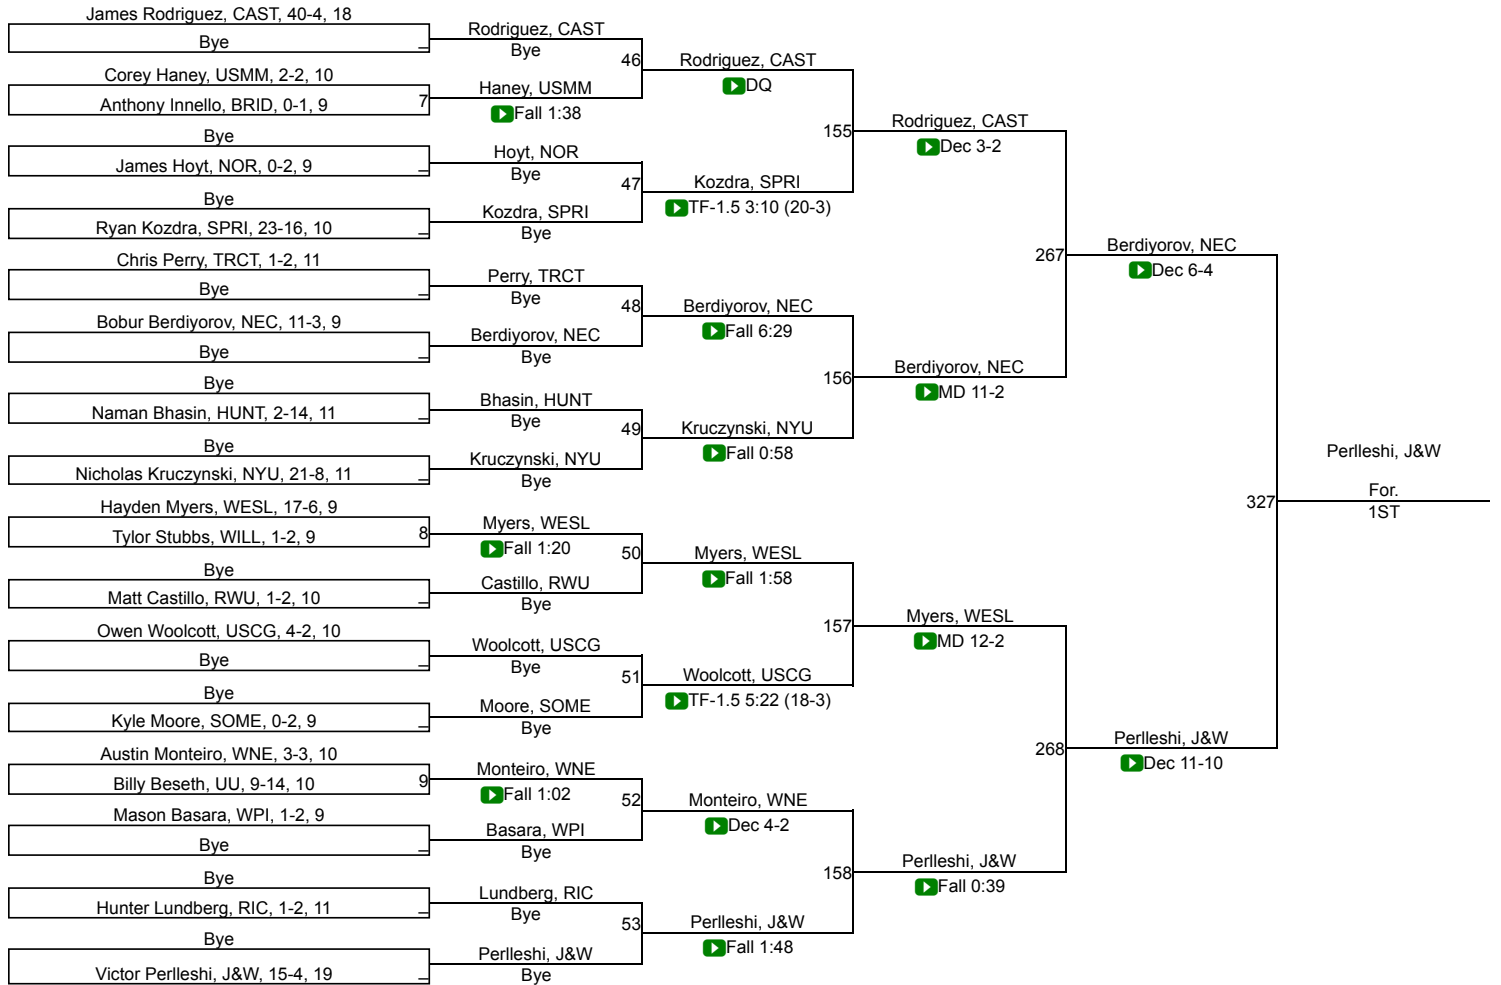 James Rodriguez, CAST, 40-4, 18
Bye
_
Corey Haney, USMM, 2-2, 10
Anthony Innello, BRID, 0-1, 9
7
Bye
James Hoyt, NOR, 0-2, 9
_
Bye
Ryan Kozdra, SPRI, 23-16, 10
_
Chris Perry, TRCT, 1-2, 11
Bye
_
Bobur Berdiyorov, NEC, 11-3, 9
Bye
_
Bye
Naman Bhasin, HUNT, 2-14, 11
_
Bye
Nicholas Kruczynski, NYU, 21-8, 11
_
Hayden Myers, WESL, 17-6, 9
Tylor Stubbs, WILL, 1-2, 9
8
Bye
Matt Castillo, RWU, 1-2, 10
_
Owen Woolcott, USCG, 4-2, 10
Bye
_
Bye
Kyle Moore, SOME, 0-2, 9
_
Austin Monteiro, WNE, 3-3, 10
Billy Beseth, UU, 9-14, 10
9
Mason Basara, WPI, 1-2, 9
Bye
_
Bye
Hunter Lundberg, RIC, 1-2, 11
_
Bye
Victor Perlleshi, J&W, 15-4, 19
_
Rodriguez, CAST
Bye
46
Haney, USMM
Fall 1:38
Hoyt, NOR
Bye
47
Kozdra, SPRI
Bye
Perry, TRCT
Bye
48
Berdiyorov, NEC
Bye
Bhasin, HUNT
Bye
49
Kruczynski, NYU
Bye
Myers, WESL
Fall 1:20
50
Castillo, RWU
Bye
Woolcott, USCG
Bye
51
Moore, SOME
Bye
Monteiro, WNE
Fall 1:02
52
Basara, WPI
Bye
Lundberg, RIC
Bye
53
Perlleshi, J&W
Bye
Rodriguez, CAST
DQ
155
Kozdra, SPRI
TF-1.5 3:10 (20-3)
Berdiyorov, NEC
Fall 6:29
156
Kruczynski, NYU
Fall 0:58
Myers, WESL
Fall 1:58
157
Woolcott, USCG
TF-1.5 5:22 (18-3)
Monteiro, WNE
Dec 4-2
158
Perlleshi, J&W
Fall 1:48
Rodriguez, CAST
Dec 3-2
267
Berdiyorov, NEC
MD 11-2
Myers, WESL
MD 12-2
268
Perlleshi, J&W
Fall 0:39
Berdiyorov, NEC
Dec 6-4
327
Perlleshi, J&W
Dec 11-10
Perlleshi, J&W
For.
1ST